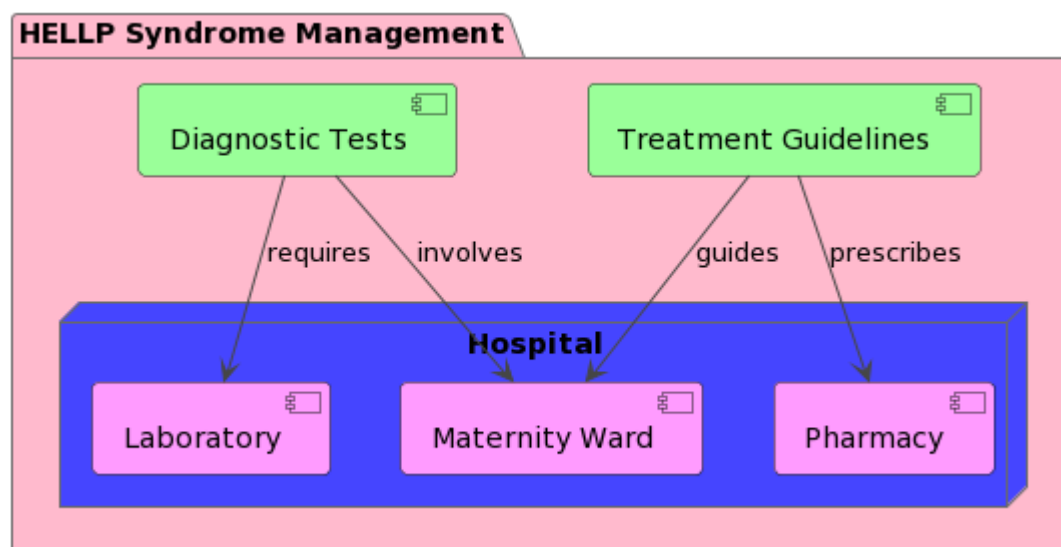 HELLP Syndrome Management
Diagnostic Tests
Treatment Guidelines
requires
involves
guides
prescribes
Hospital
Laboratory
Maternity Ward
Pharmacy